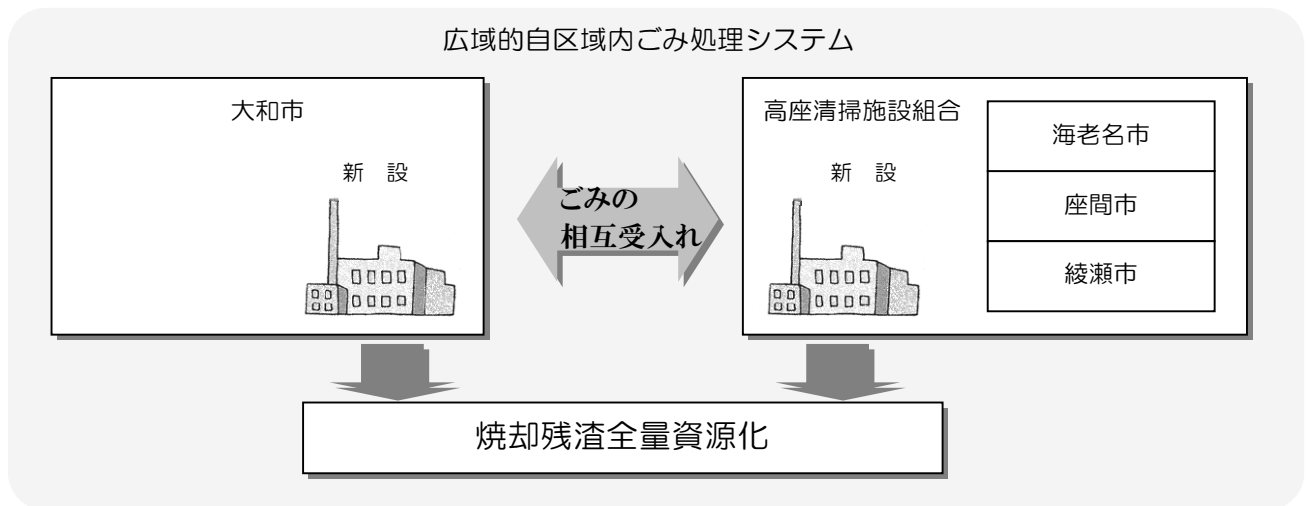 広域的自区域内ごみ処理システム
大和市
新　設
ごみの
相互受入れ
高座清掃施設組合
新　設
海老名市
座間市
綾瀬市
焼却残渣全量資源化